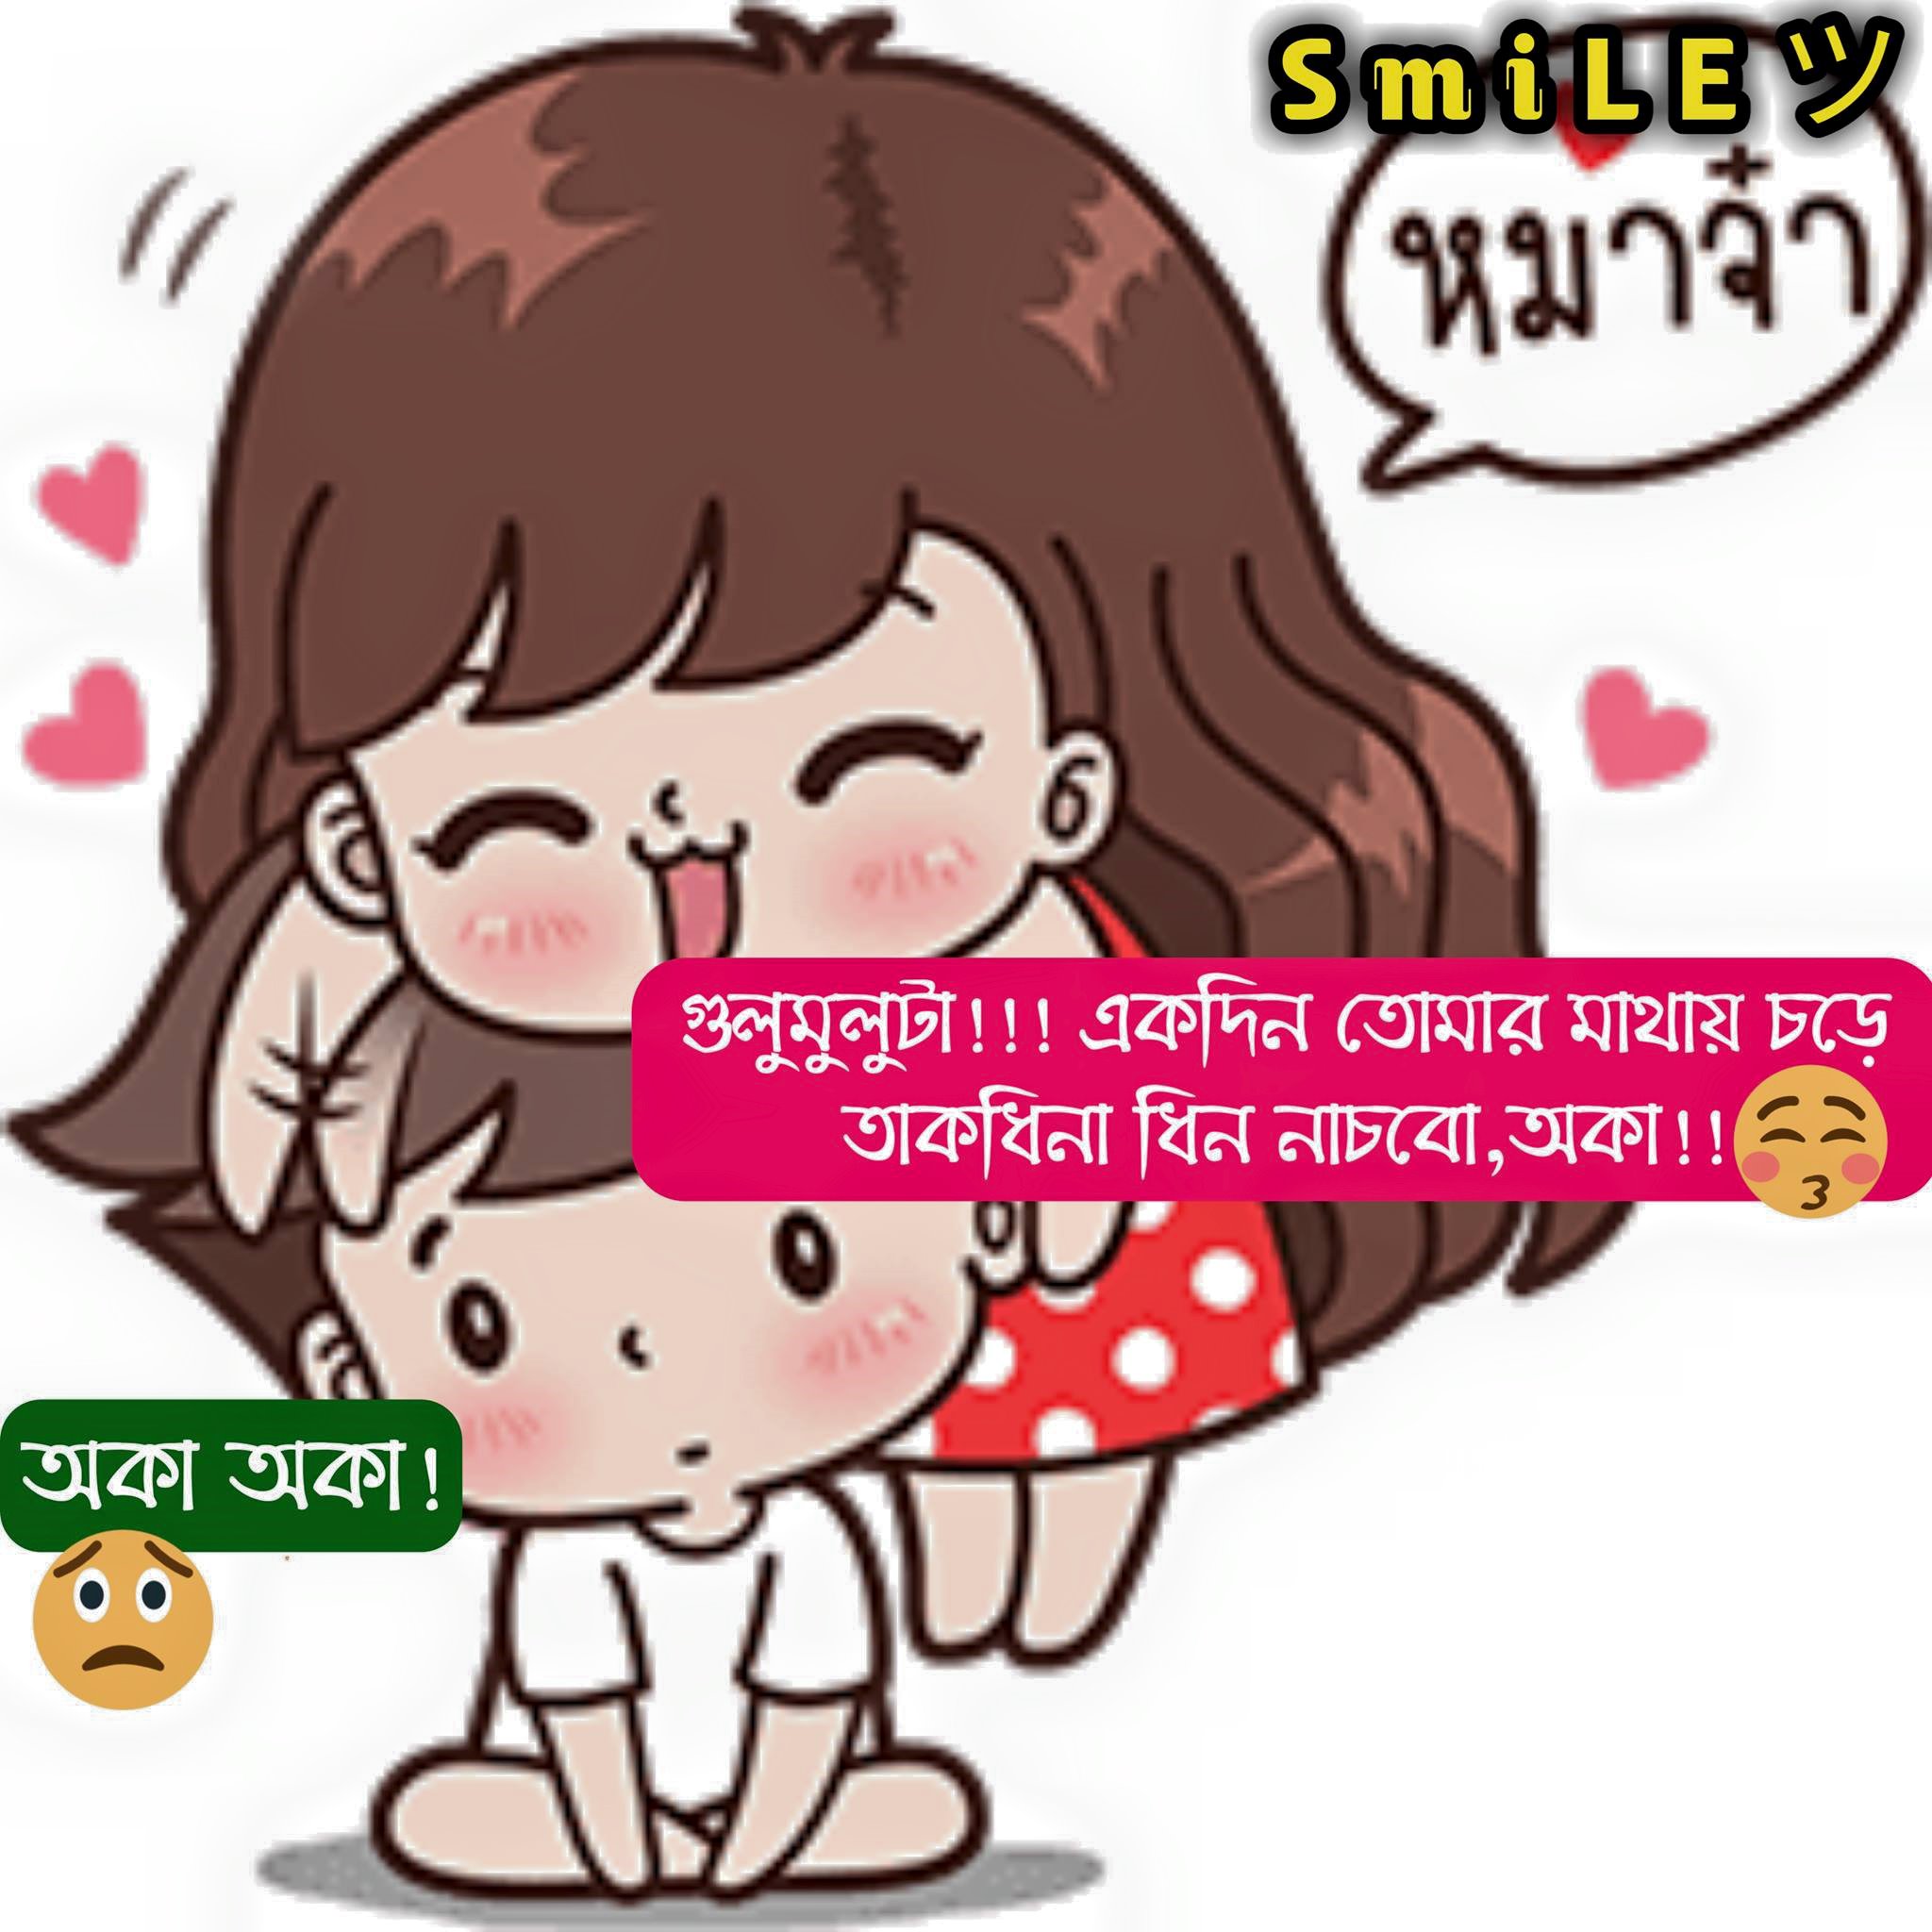 SmiLEツ
หมาจ๋า
গুলুমুলুটা!!! একদিন তোমার মাথায় চড়ে
তাকধিনা ধিন নাচবো,অকা!!
অকা অকা!